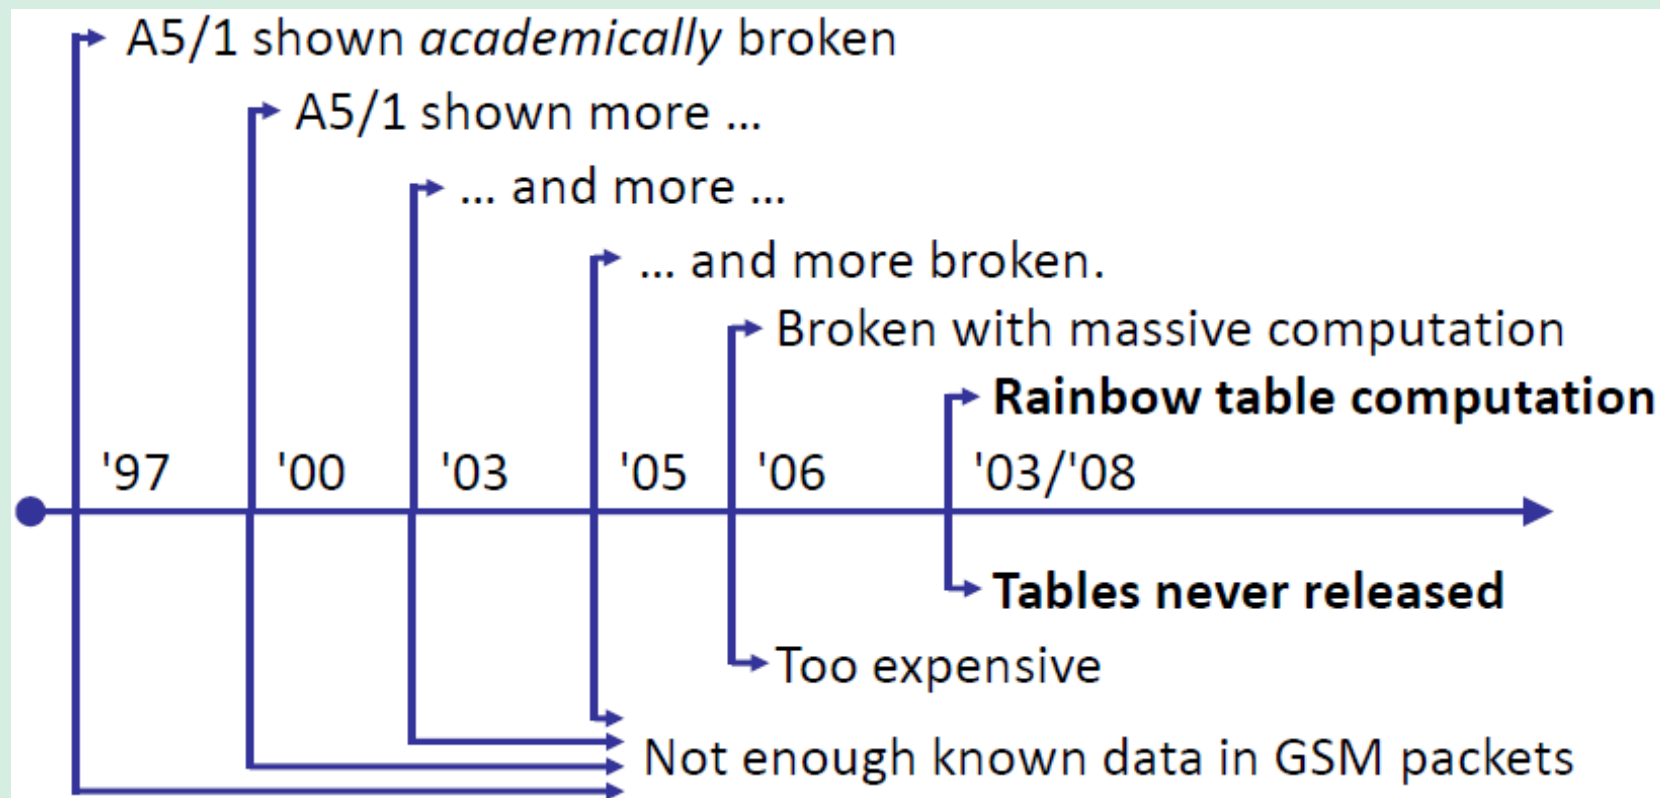 A5/1 shown academically broken
A5/1 shown more ...
... and more ...
... and more broken.
Broken with massive computation
Rainbow table computation
'97 '00 '03 '05 '06 '03/'08
Tables never released
Too expensive
Not enough known data in GSM packets